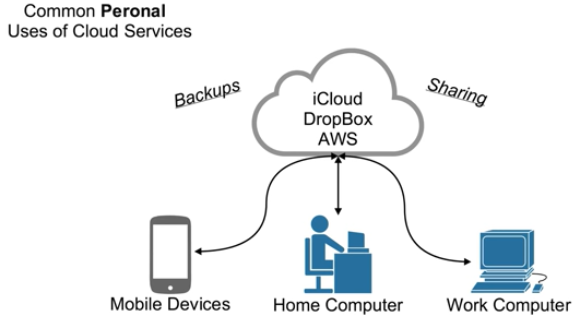 Common Peronal
Uses of Cloud Services
Backups
Sharing
iCloud
DropBox
AWS
Mobile Devices
Home Computer
Work Computer